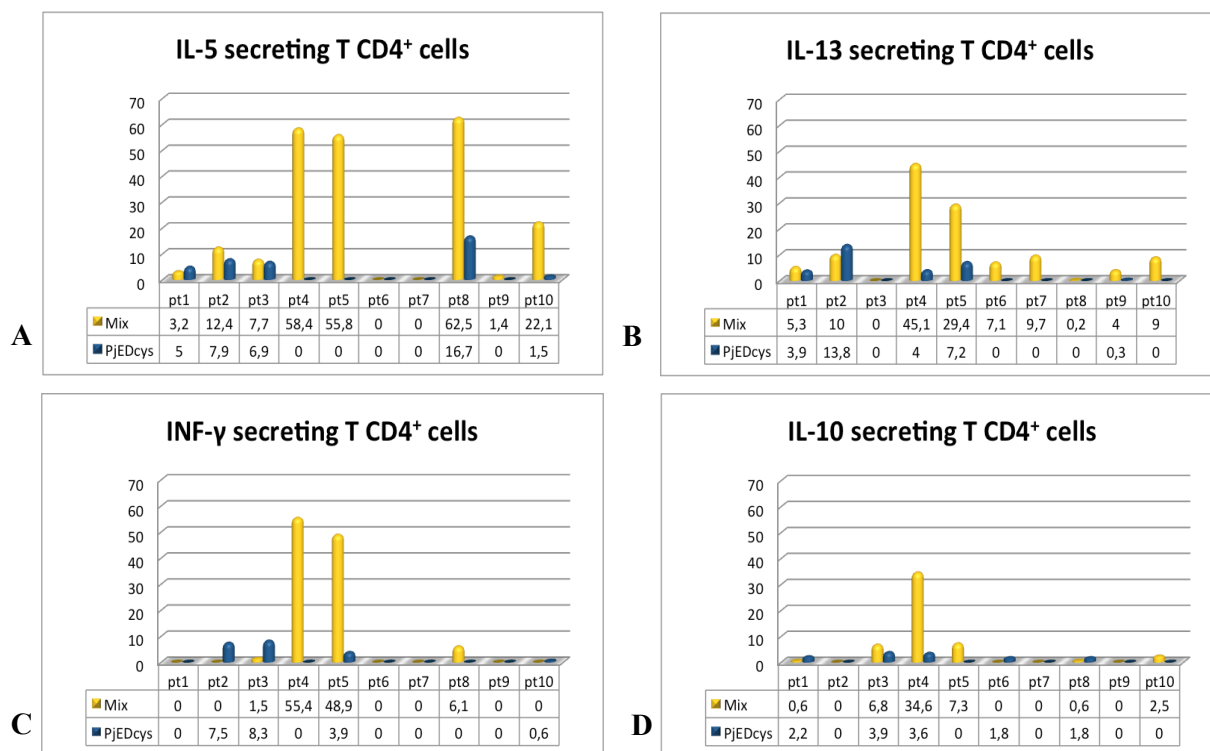 IL-5 secreting T CD4⁺ cells
70
60
50
40
30
20
10
0
pt1 pt2 pt3 pt4 pt5 pt6 pt7 pt8 pt9 pt10
Mix 3,2 12,4 7,7 58,4 55,8 0 0 62,5 1,4 22,1
PjEDcys 5 7,9 6,9 0 0 0 0 16,7 0 1,5
A
IL-13 secreting T CD4⁺ cells
70
60
50
40
30
20
10
0
pt1 pt2 pt3 pt4 pt5 pt6 pt7 pt8 pt9 pt10
Mix 5,3 10 0 45,1 29,4 7,1 9,7 0,2 4 9
PjEDcys 3,9 13,8 0 4 7,2 0 0 0 0,3 0
B
INF-γ secreting T CD4⁺ cells
70
60
50
40
30
20
10
0
pt1 pt2 pt3 pt4 pt5 pt6 pt7 pt8 pt9 pt10
Mix 0 0 1,5 55,4 48,9 0 0 6,1 0 0
PjEDcys 0 7,5 8,3 0 3,9 0 0 0 0 0,6
C
IL-10 secreting T CD4⁺ cells
70
60
50
40
30
20
10
0
pt1 pt2 pt3 pt4 pt5 pt6 pt7 pt8 pt9 pt10
Mix 0,6 0 6,8 34,6 7,3 0 0 0,6 0 2,5
PjEDcys 2,2 0 3,9 3,6 0 1,8 0 1,8 0 0
D